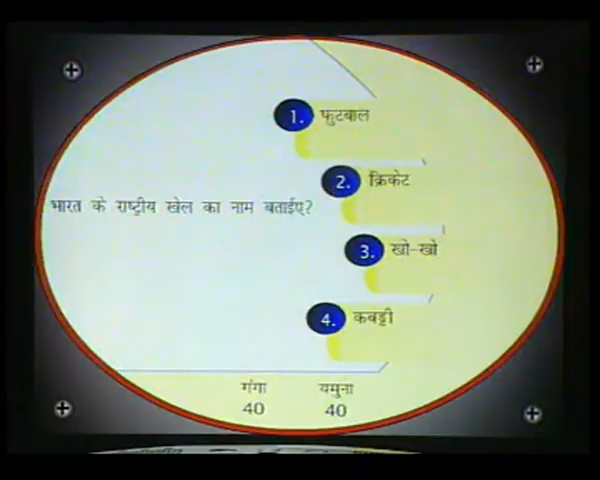 1. फुटबाल
2. क्रिकेट
भारत के राष्ट्रीय खेल का नाम बताईए?
3. खो-खो
4. कबड्डी
गंगा यमुना
40 40